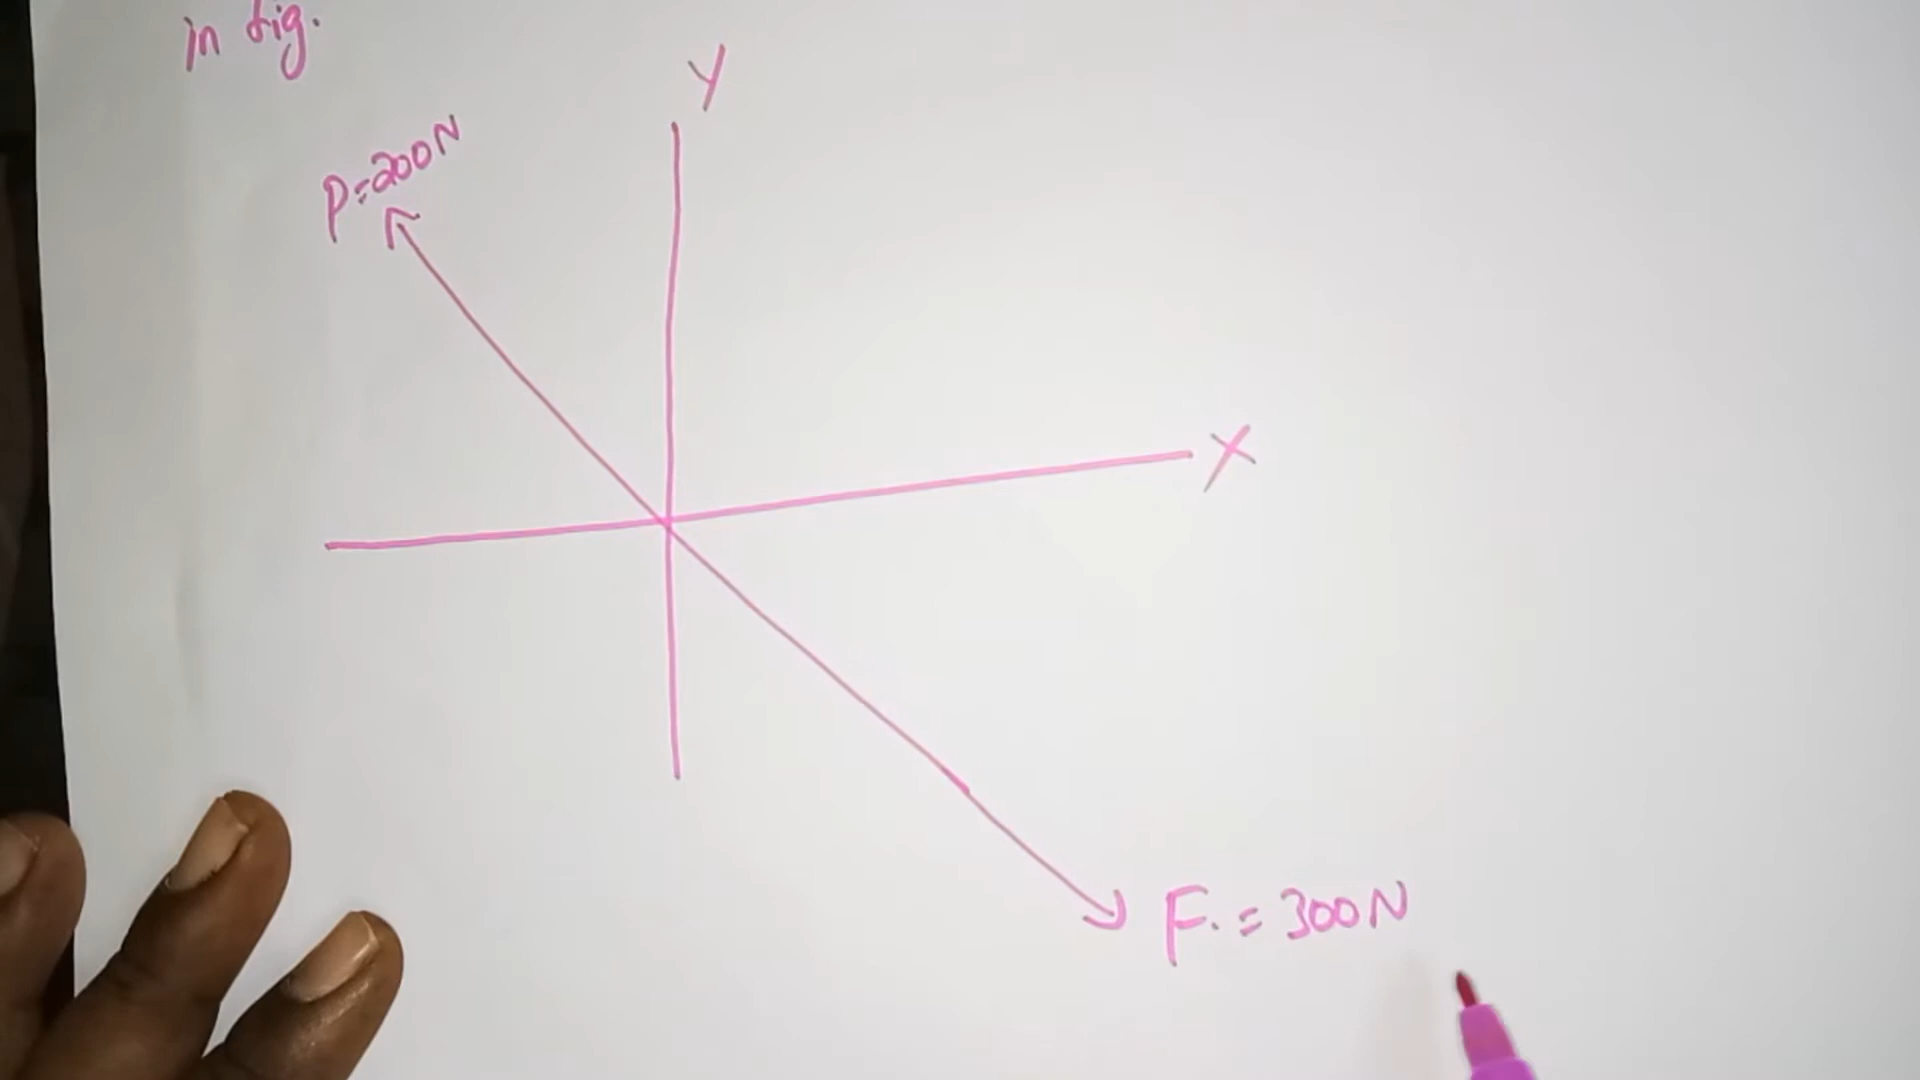 in fig.
Y
P=200N
X
F. = 300N